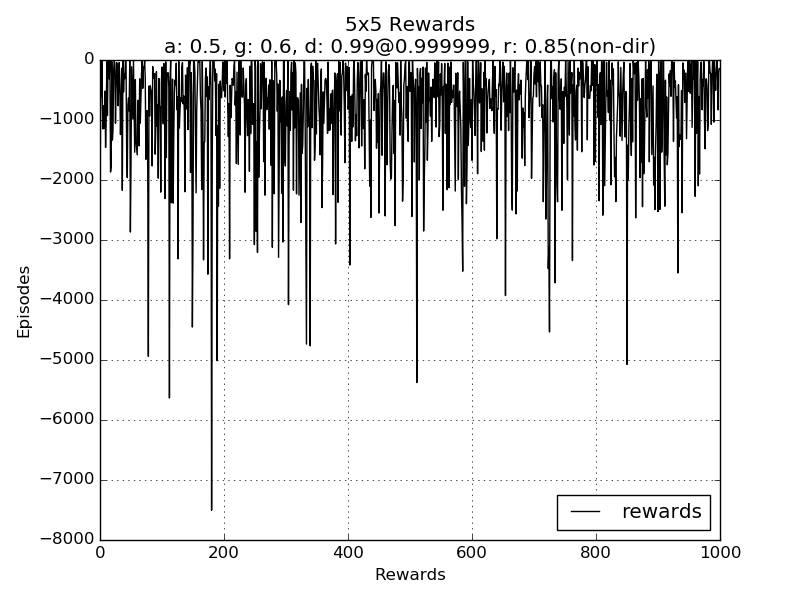 5x5 Rewards
a: 0.5, g: 0.6, d: 0.99@0.999999, r: 0.85(non-dir)
0
−1000
−2000
−3000
−4000
−5000
−6000
−7000
−8000
Episodes
rewards
0 200 400 600 800 1000
Rewards